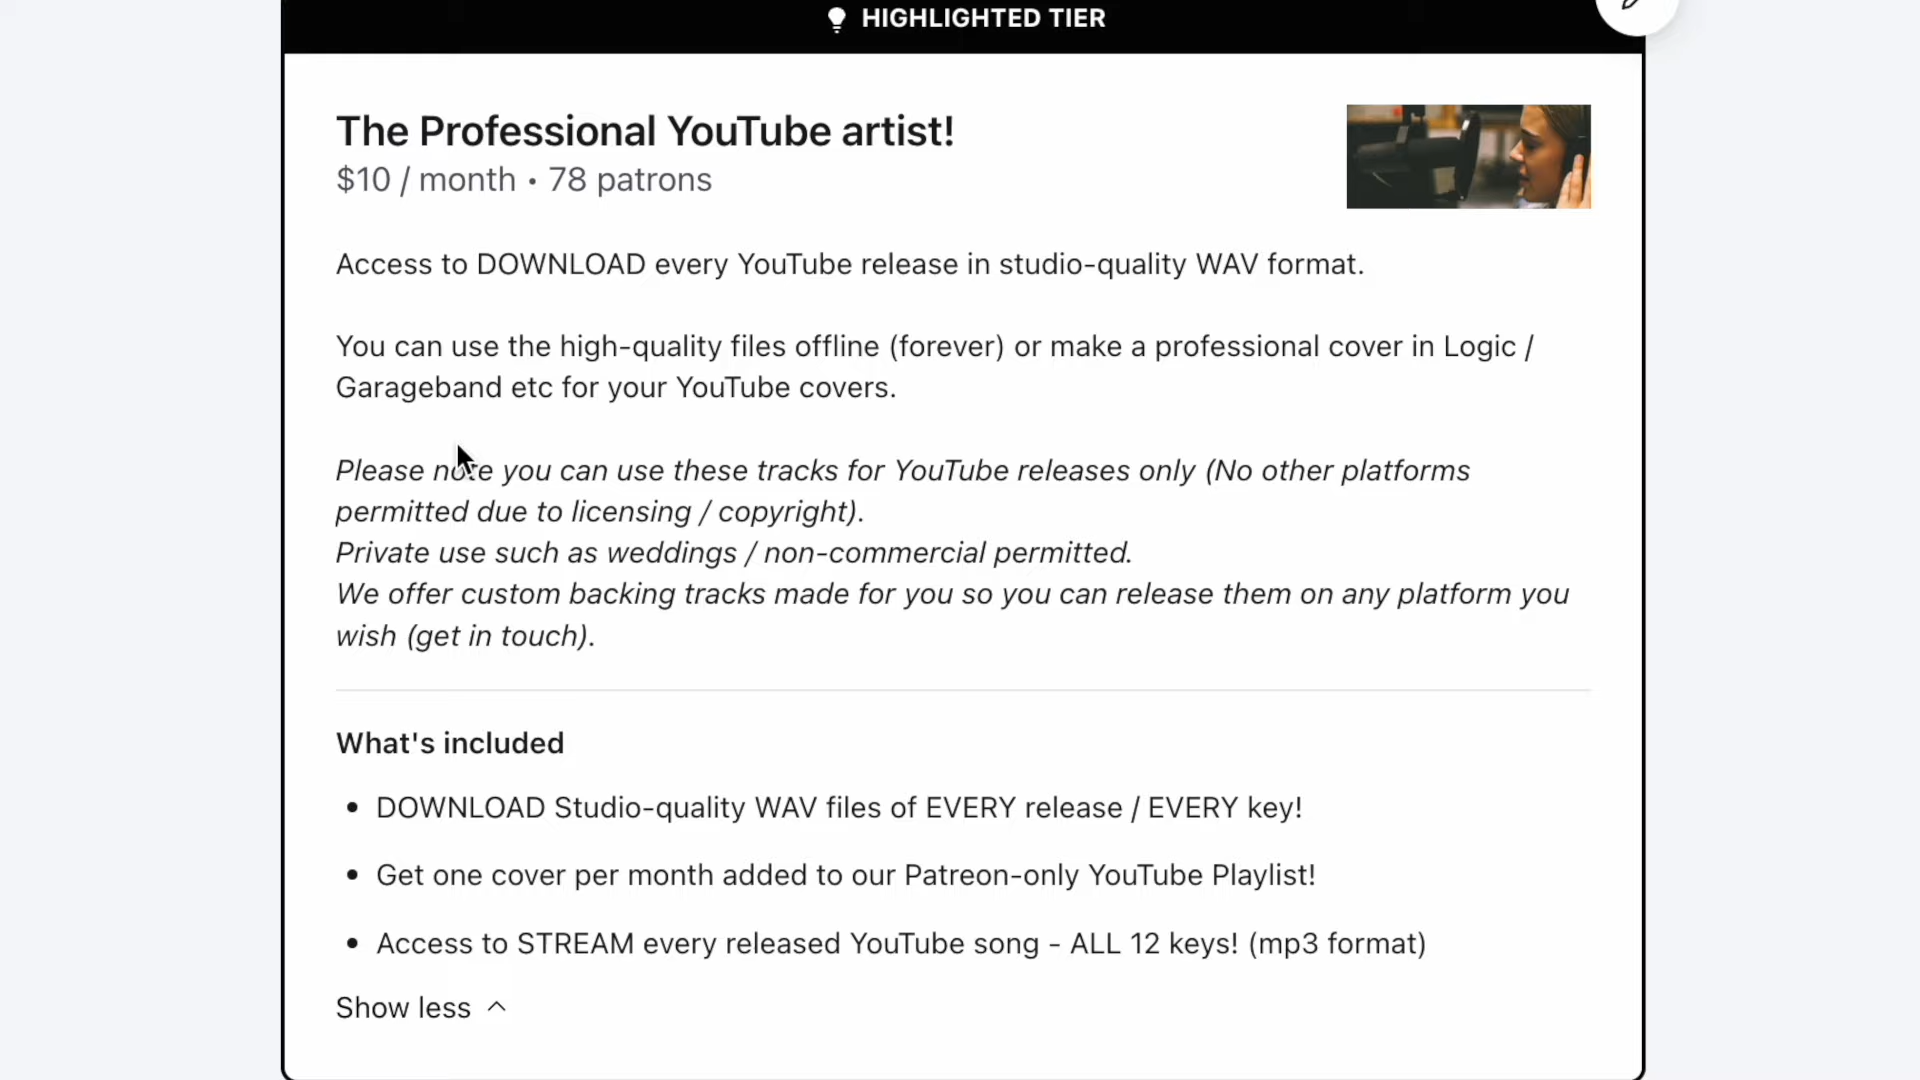 HIGHLIGHTED TIER
The Professional YouTube artist!
$10 / month • 78 patrons
Access to DOWNLOAD every YouTube release in studio-quality WAV format.
You can use the high-quality files offline (forever) or make a professional cover in Logic /
Garageband etc for your YouTube covers.
Please note you can use these tracks for YouTube releases only (No other platforms
permitted due to licensing / copyright).
Private use such as weddings / non-commercial permitted.
We offer custom backing tracks made for you so you can release them on any platform you
wish (get in touch).
What's included
• DOWNLOAD Studio-quality WAV files of EVERY release / EVERY key!
• Get one cover per month added to our Patreon-only YouTube Playlist!
• Access to STREAM every released YouTube song - ALL 12 keys! (mp3 format)
Show less